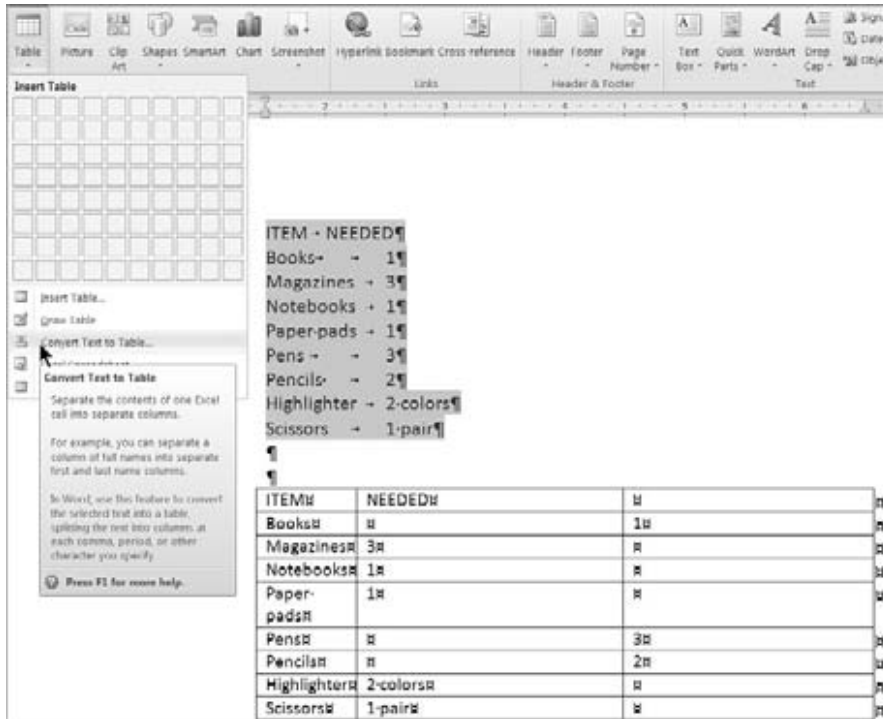 Table Picture Clip Art Shapes SmartArt Chart Screenshot Hyperlink Bookmark Cross-reference Header Footer Page Number Text Box Quick Parts WordArt Drop Cap
Links Header & Footer Text
Insert Table
2 3 4 5 6
Insert Table...
Draw Table
Convert Text to Table...
Convert Text to Table
Separate the contents of one Excel
cell into separate columns.
For example, you can separate a
column of full names into separate
first and last name columns.
In Word, use this feature to convert
the selected text into a table,
splitting the text into columns at
each comma, period, or other
character you specify.
Press F1 for more help.
ITEM → NEEDED¶
Books→ → 1¶
Magazines → 3¶
Notebooks → 1¶
Paper·pads → 1¶
Pens → → 3¶
Pencils→ → 2¶
Highlighter → 2·colors¶
Scissors → 1·pair¶
¶
¶
ITEM¤ NEEDED¤ ¤
Books¤ ¤ 1¤
Magazines¤ 3¤ ¤
Notebooks¤ 1¤ ¤
Paper· 1¤ ¤
pads¤
Pens¤ ¤ 3¤
Pencils¤ ¤ 2¤
Highlighter¤ 2·colors¤ ¤
Scissors¤ 1·pair¤ ¤